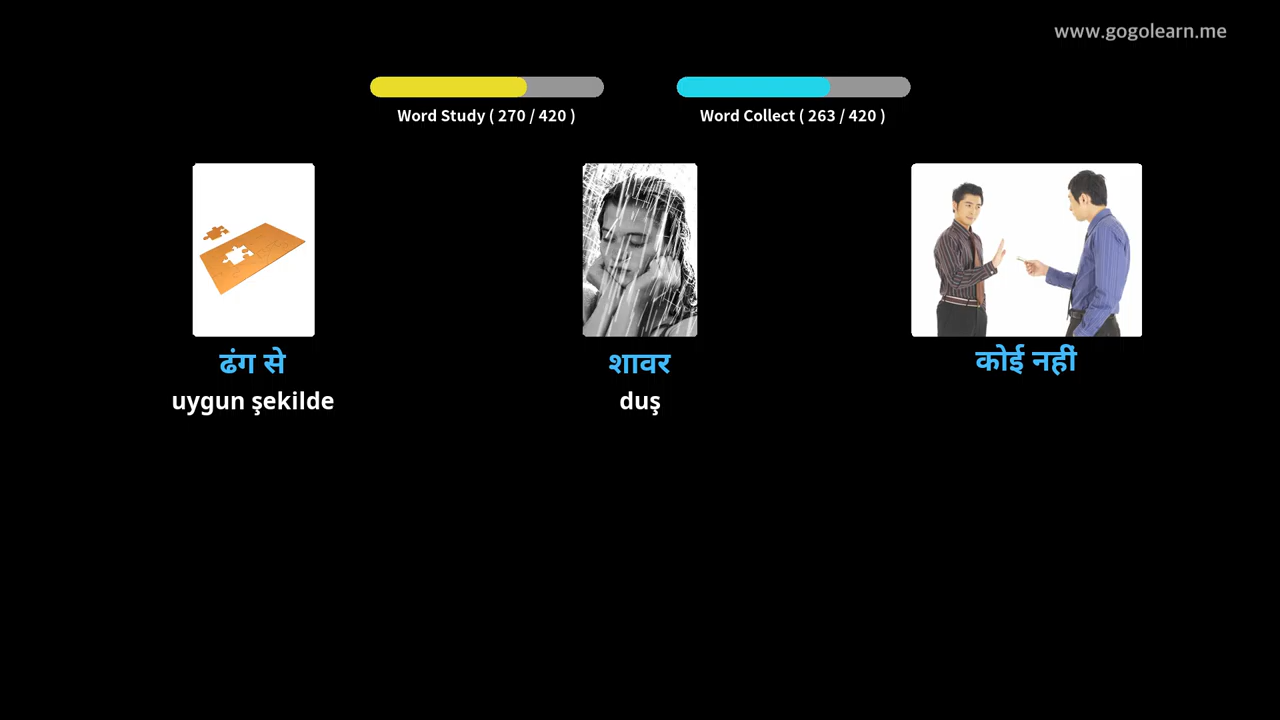 www.gogolearn.me
Word Study ( 270 / 420 )
Word Collect ( 263 / 420 )
ढंग से
uygun şekilde
शावर
duş
कोई नहीं